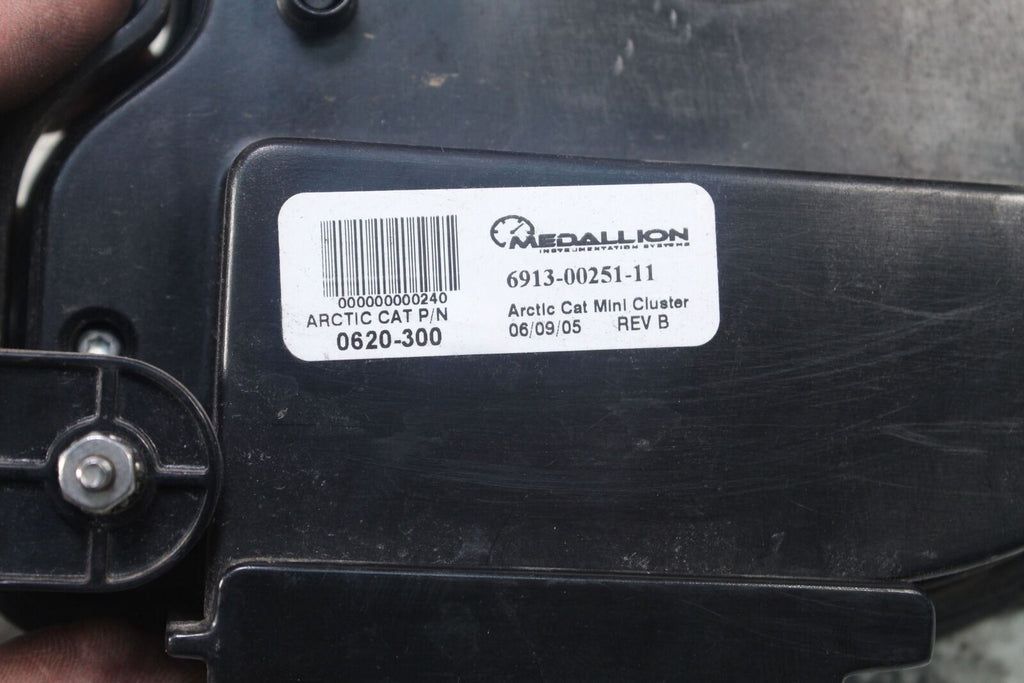 000000000240
ARCTIC CAT P/N
0620-300
MEDALLION
INSTRUMENTATION SYSTEMS
6913-00251-11
Arctic Cat Mini Cluster
06/09/05 REV B